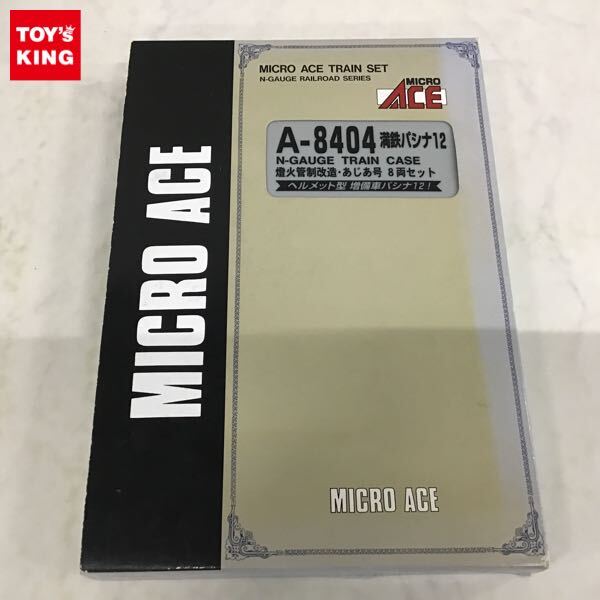 TOY's
KING
MICRO ACE TRAIN SET
N-GAUGE RAILROAD SERIES
MICRO
ACE
A-8404 満鉄パシナ12
N-GAUGE TRAIN CASE
燈火管制改造・あじあ号 8両セット
ヘルメット型 増備車パシナ12!
MICRO ACE
MICRO ACE